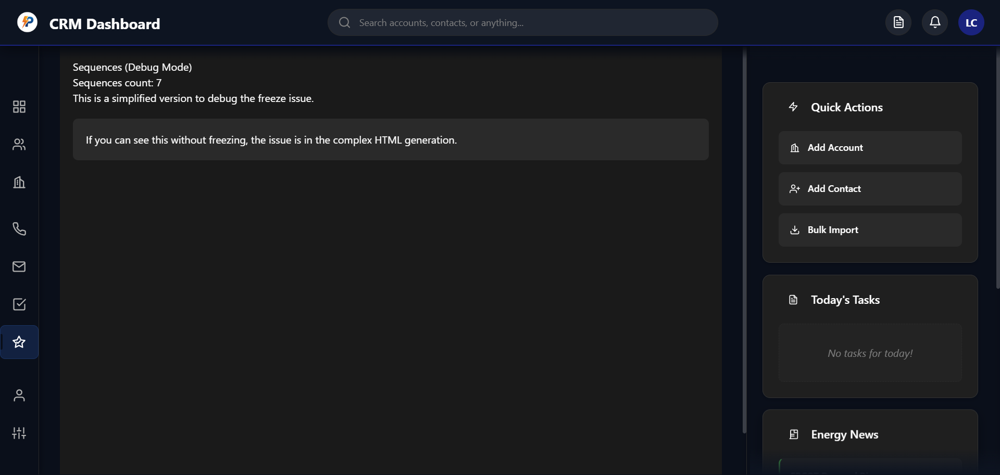 CRM Dashboard
Search accounts, contacts, or anything...
LC
Sequences (Debug Mode)
Sequences count: 7
This is a simplified version to debug the freeze issue.
If you can see this without freezing, the issue is in the complex HTML generation.
Quick Actions
Add Account
Add Contact
Bulk Import
Today's Tasks
No tasks for today!
Energy News